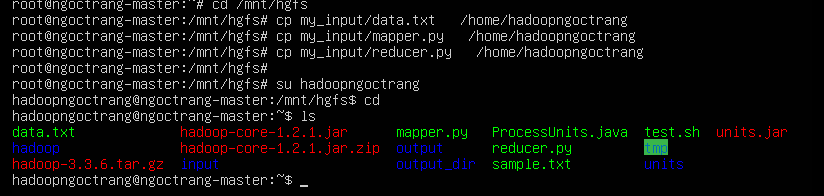 root@ngoctrang-master:~# cd /mnt/hgfs
root@ngoctrang-master:/mnt/hgfs# cp my_input/data.txt /home/hadoopngoctrang
root@ngoctrang-master:/mnt/hgfs# cp my_input/mapper.py /home/hadoopngoctrang
root@ngoctrang-master:/mnt/hgfs# cp my_input/reducer.py /home/hadoopngoctrang
root@ngoctrang-master:/mnt/hgfs#
root@ngoctrang-master:/mnt/hgfs# su hadoopngoctrang
hadoopngoctrang@ngoctrang-master:/mnt/hgfs$ cd
hadoopngoctrang@ngoctrang-master:~$ ls
data.txt hadoop-core-1.2.1.jar mapper.py ProcessUnits.java test.sh units.jar
hadoop hadoop-core-1.2.1.jar.zip output reducer.py tmp
hadoop-3.3.6.tar.gz input output_dir sample.txt units
hadoopngoctrang@ngoctrang-master:~$ _